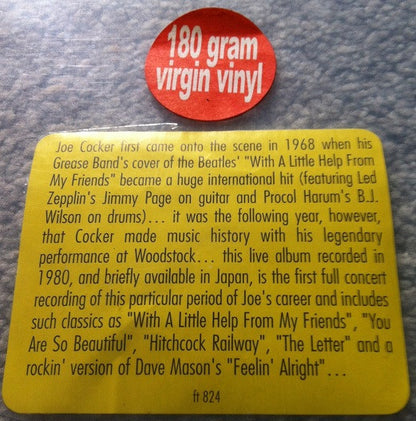 180 gram
virgin vinyl
Joe Cocker first came onto the scene in 1968 when his
Grease Band's cover of the Beatles' "With A Little Help From
My Friends" became a huge international hit (featuring Led
Zepplin's Jimmy Page on guitar and Procol Harum's B.J.
Wilson on drums)... it was the following year, however,
that Cocker made music history with his legendary
performance at Woodstock... this live album recorded in
1980, and briefly available in Japan, is the first full concert
recording of this particular period of Joe's career and includes
such classics as "With A Little Help From My Friends", "You
Are So Beautiful", "Hitchcock Railway", "The Letter" and a
rockin' version of Dave Mason's "Feelin' Alright"...
ft 824